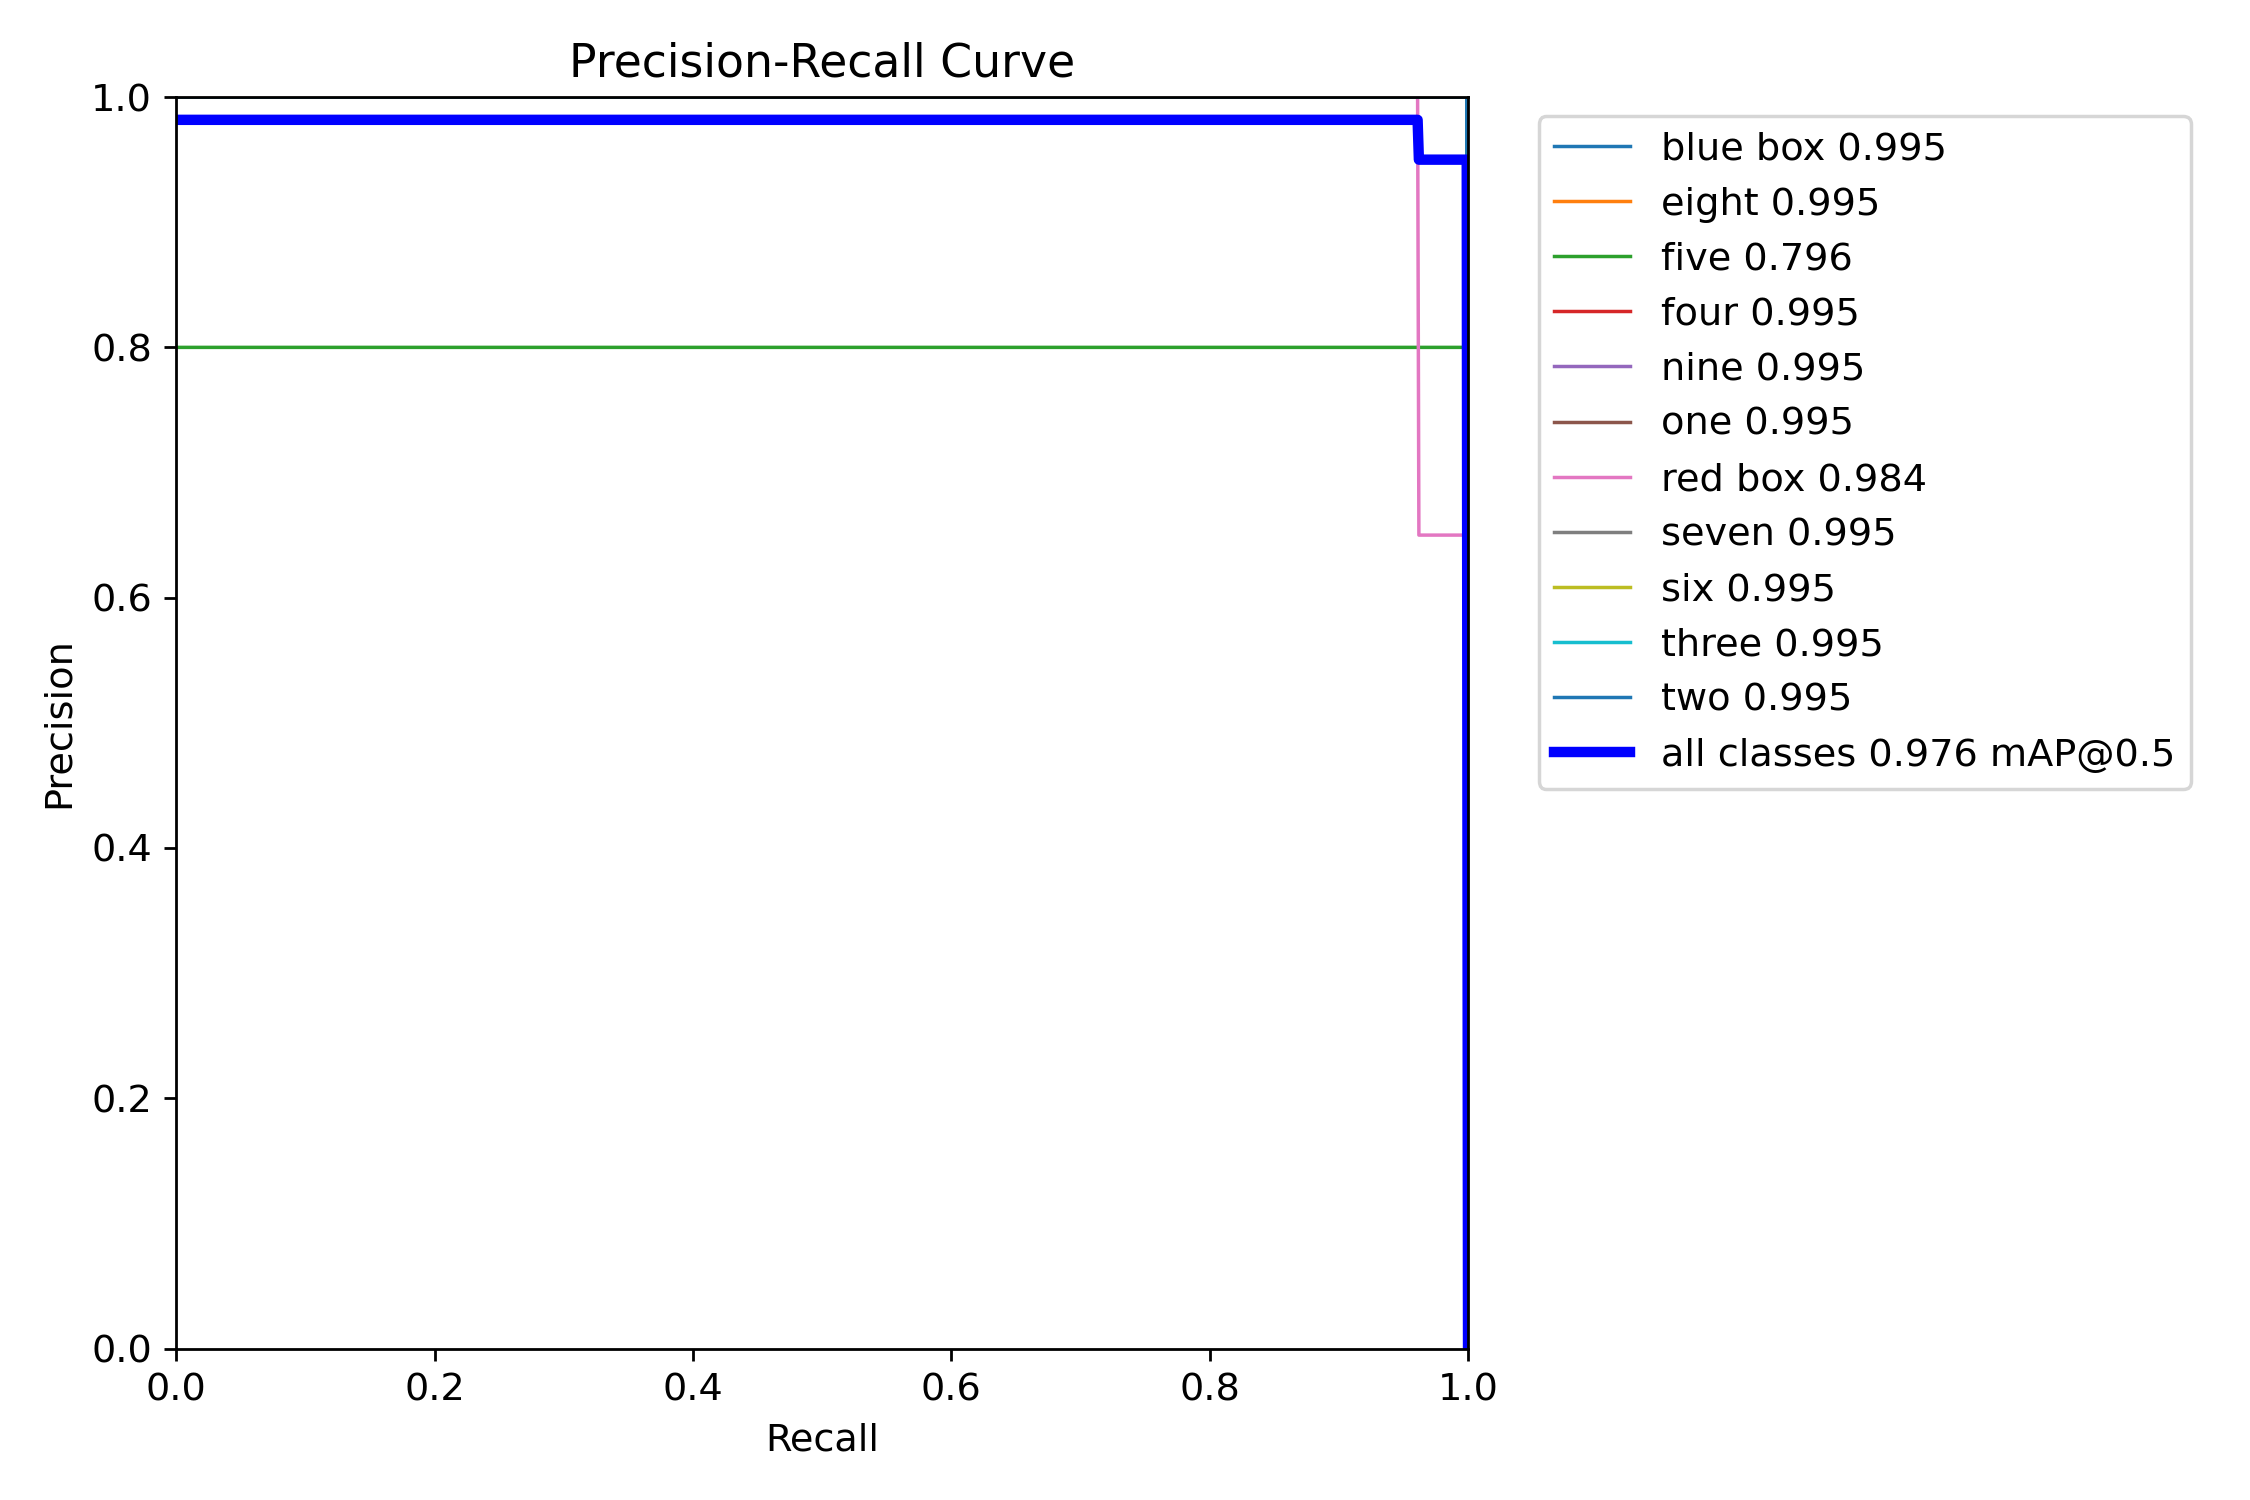 Precision-Recall Curve
1.0
0.8
0.6
0.4
0.2
0.0
Precision
0.0 0.2 0.4 0.6 0.8 1.0
Recall
blue box 0.995
eight 0.995
five 0.796
four 0.995
nine 0.995
one 0.995
red box 0.984
seven 0.995
six 0.995
three 0.995
two 0.995
all classes 0.976 mAP@0.5